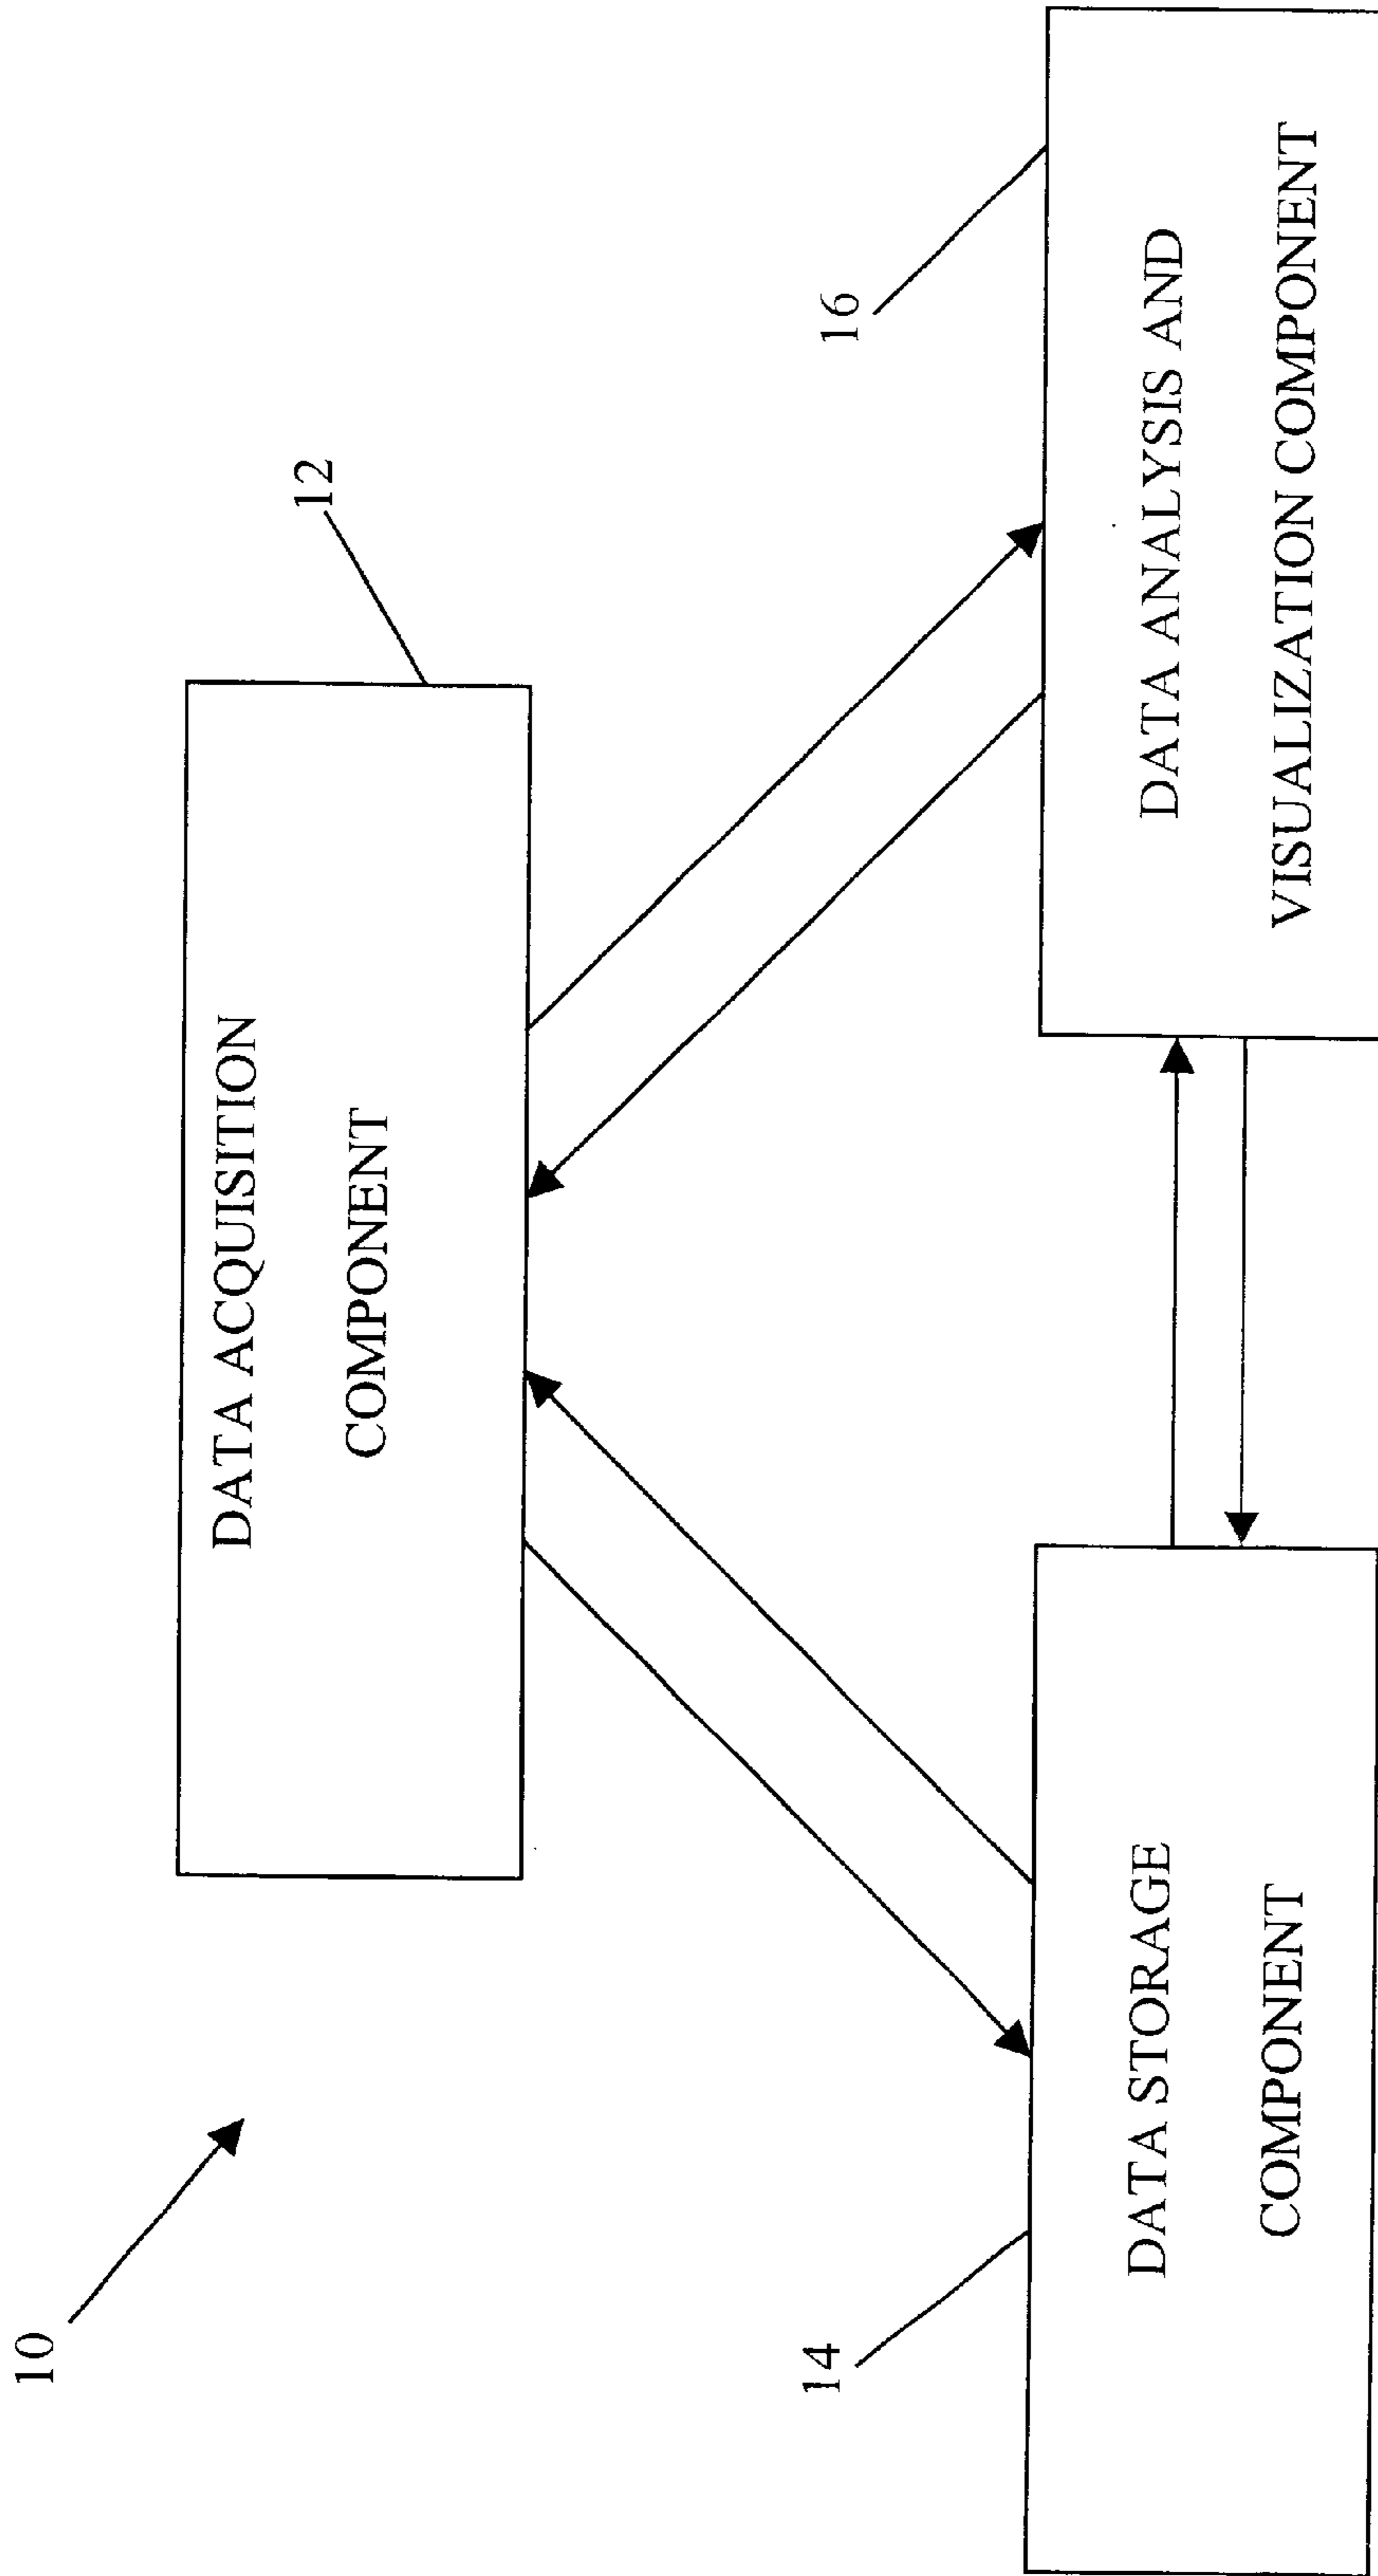 10
12
DATA ACQUISITION
COMPONENT
14
16
DATA STORAGE
COMPONENT
DATA ANALYSIS AND
VISUALIZATION COMPONENT